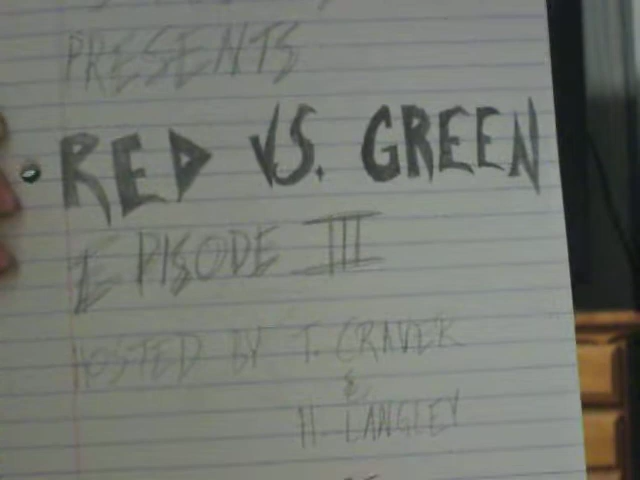 PRESENTS
RED VS. GREEN
EPISODE III
HOSTED BY T. CRAVER
&
H. LANGLEY